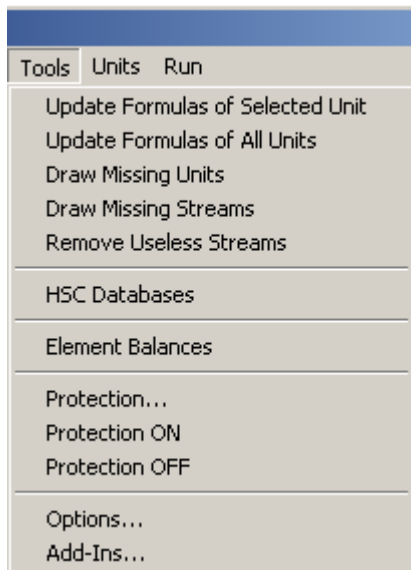 Tools Units Run
Update Formulas of Selected Unit
Update Formulas of All Units
Draw Missing Units
Draw Missing Streams
Remove Useless Streams
HSC Databases
Element Balances
Protection...
Protection ON
Protection OFF
Options...
Add-Ins...